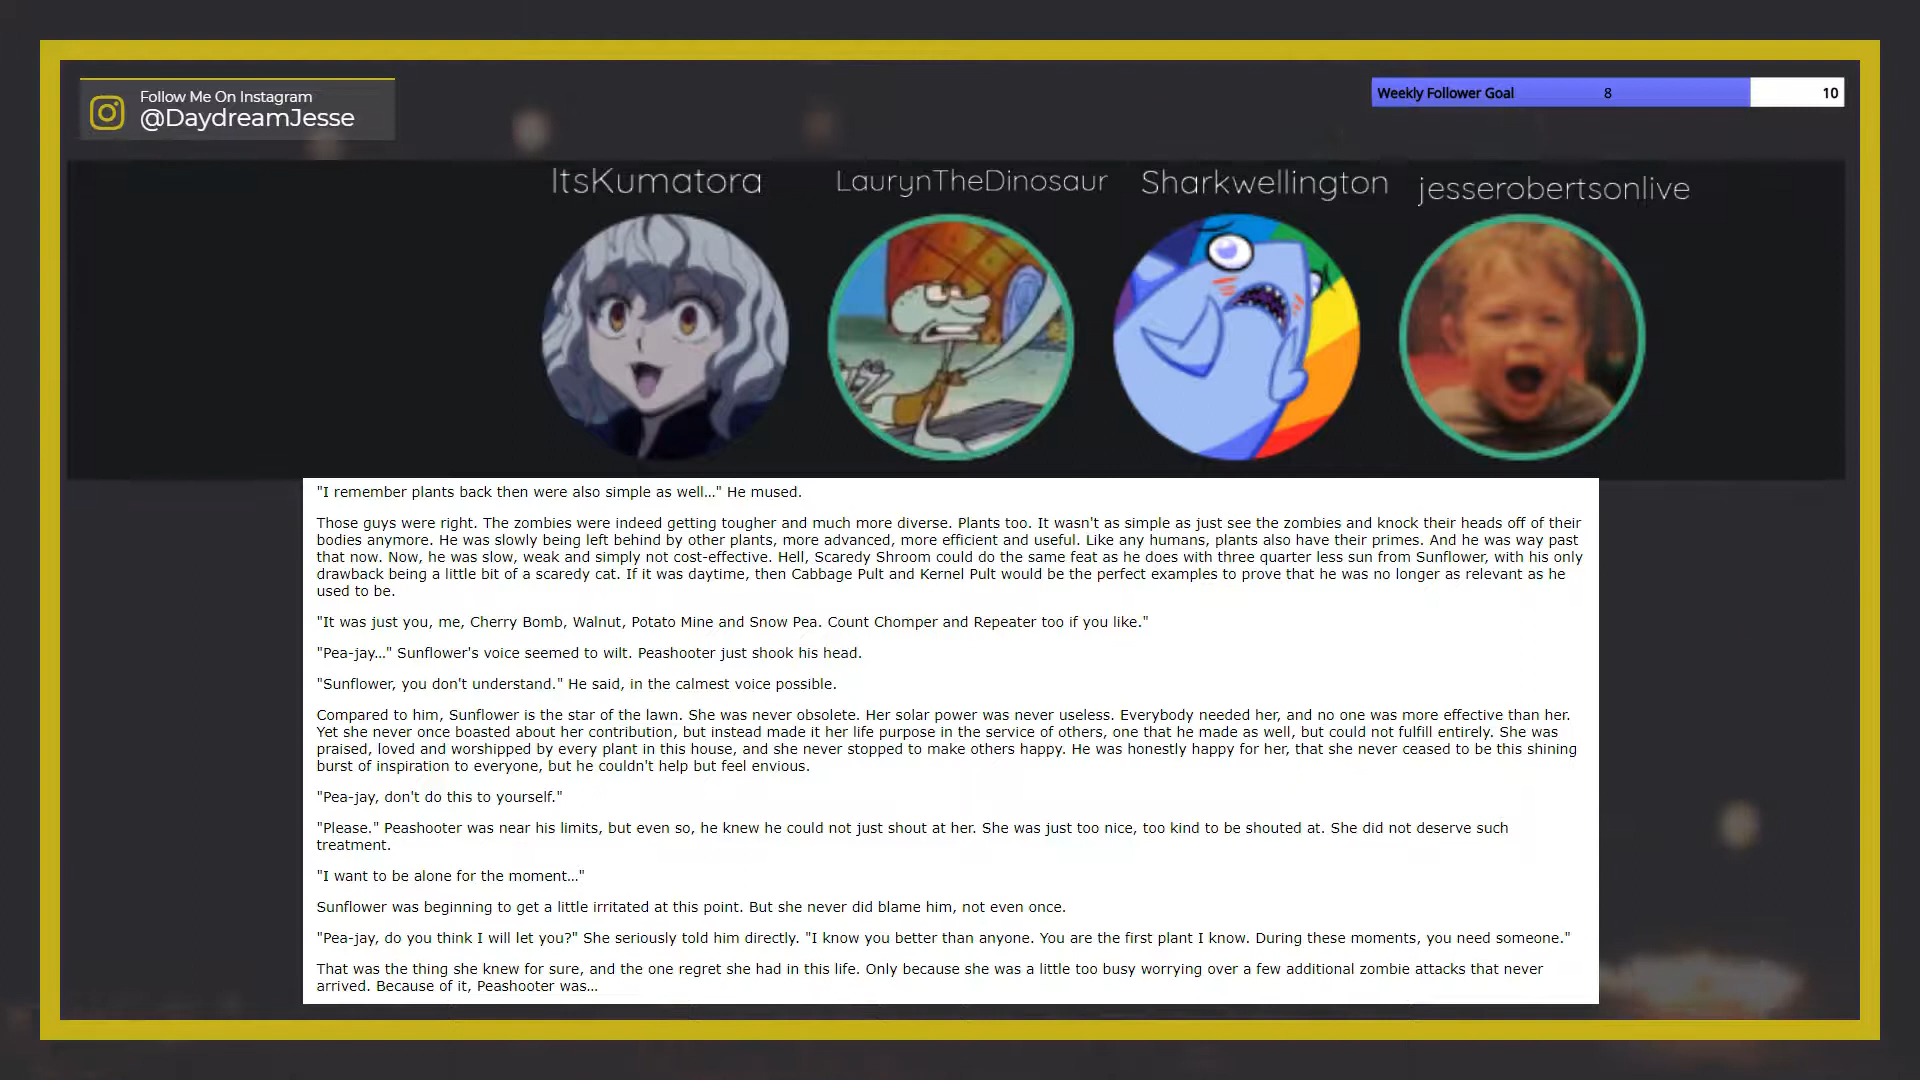 Follow Me On Instagram
@DaydreamJesse
Weekly Follower Goal 8 10
ItsKumatora
LaurynTheDinosaur
Sharkwellington
jesserobertsonlive
"I remember plants back then were also simple as well..." He mused.
Those guys were right. The zombies were indeed getting tougher and much more diverse. Plants too. It wasn't as simple as just see the zombies and knock their heads off of their
bodies anymore. He was slowly being left behind by other plants, more advanced, more efficient and useful. Like any humans, plants also have their primes. And he was way past
that now. Now, he was slow, weak and simply not cost-effective. Hell, Scaredy Shroom could do the same feat as he does with three quarter less sun from Sunflower, with his only
drawback being a little bit of a scaredy cat. If it was daytime, then Cabbage Pult and Kernel Pult would be the perfect examples to prove that he was no longer as relevant as he
used to be.
"It was just you, me, Cherry Bomb, Walnut, Potato Mine and Snow Pea. Count Chomper and Repeater too if you like."
"Pea-jay..." Sunflower's voice seemed to wilt. Peashooter just shook his head.
"Sunflower, you don't understand." He said, in the calmest voice possible.
Compared to him, Sunflower is the star of the lawn. She was never obsolete. Her solar power was never useless. Everybody needed her, and no one was more effective than her.
Yet she never once boasted about her contribution, but instead made it her life purpose in the service of others, one that he made as well, but could not fulfill entirely. She was
praised, loved and worshipped by every plant in this house, and she never stopped to make others happy. He was honestly happy for her, that she never ceased to be this shining
burst of inspiration to everyone, but he couldn't help but feel envious.
"Pea-jay, don't do this to yourself."
"Please." Peashooter was near his limits, but even so, he knew he could not just shout at her. She was just too nice, too kind to be shouted at. She did not deserve such
treatment.
"I want to be alone for the moment..."
Sunflower was beginning to get a little irritated at this point. But she never did blame him, not even once.
"Pea-jay, do you think I will let you?" She seriously told him directly. "I know you better than anyone. You are the first plant I know. During these moments, you need someone."
That was the thing she knew for sure, and the one regret she had in this life. Only because she was a little too busy worrying over a few additional zombie attacks that never
arrived. Because of it, Peashooter was...